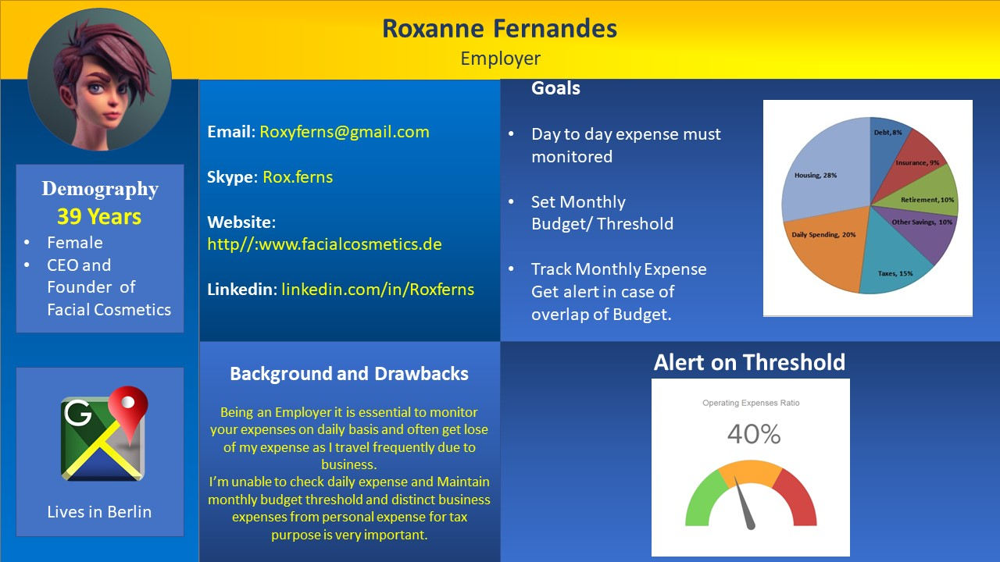 Roxanne Fernandes
Employer
Demography
39 Years
• Female
• CEO and
Founder of
Facial Cosmetics
G
Lives in Berlin
Email: Roxyferns@gmail.com
Skype: Rox.ferns
Website:
http//:www.facialcosmetics.de
Linkedin: linkedin.com/in/Roxferns
Background and Drawbacks
Being an Employer it is essential to monitor
your expenses on daily basis and often get lose
of my expense as I travel frequently due to
business.
I'm unable to check daily expense and Maintain
monthly budget threshold and distinct business
expenses from personal expense for tax
purpose is very important.
Goals
• Day to day expense must
monitored
• Set Monthly
Budget/ Threshold
• Track Monthly Expense
Get alert in case of
overlap of Budget.
Debt, 8%
Insurance, 9%
Housing, 28%
Retirement, 10%
Other Savings, 10%
Daily Spending, 20%
Taxes, 15%
Alert on Threshold
Operating Expenses Ratio
40%